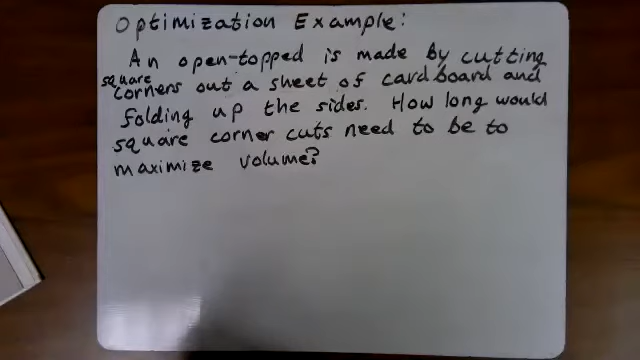 Optimization Example:
An open-topped is made by cutting
square
corners out a sheet of cardboard and
folding up the sides. How long would
square corner cuts need to be to
maximize volume?